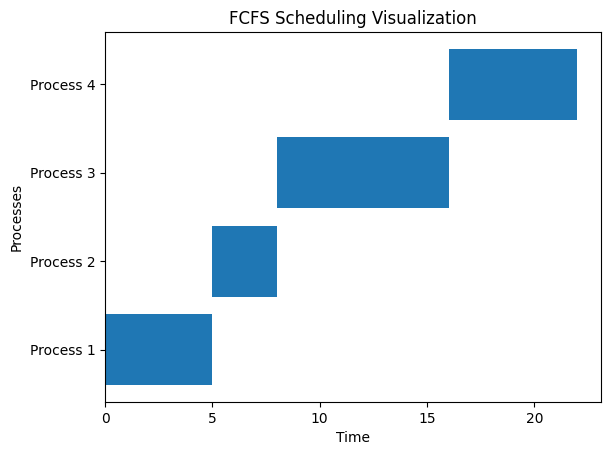 FCFS Scheduling Visualization
Process 4
Process 3
Process 2
Process 1
Processes
0 5 10 15 20
Time